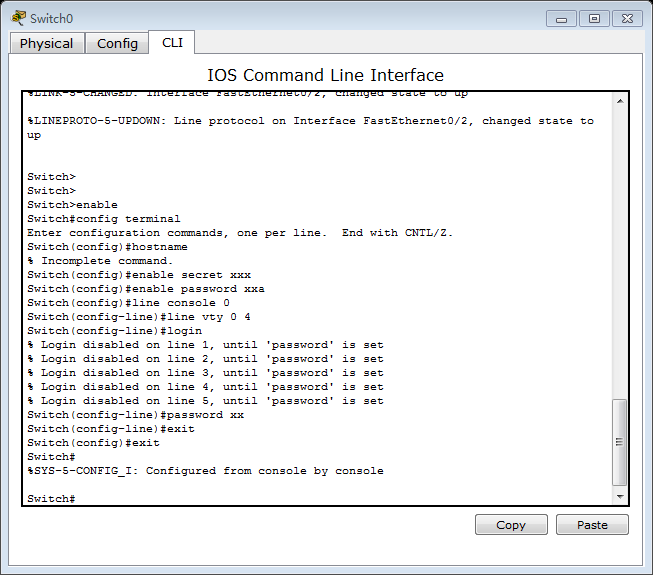 Switch0
Physical Config CLI
IOS Command Line Interface
%LINK-5-CHANGED: Interface FastEthernet0/2, changed state to up
%LINEPROTO-5-UPDOWN: Line protocol on Interface FastEthernet0/2, changed state to
up
Switch>
Switch>
Switch>enable
Switch#config terminal
Enter configuration commands, one per line.  End with CNTL/Z.
Switch(config)#hostname
% Incomplete command.
Switch(config)#enable secret xxx
Switch(config)#enable password xxa
Switch(config)#line console 0
Switch(config-line)#line vty 0 4
Switch(config-line)#login
% Login disabled on line 1, until 'password' is set
% Login disabled on line 2, until 'password' is set
% Login disabled on line 3, until 'password' is set
% Login disabled on line 4, until 'password' is set
% Login disabled on line 5, until 'password' is set
Switch(config-line)#password xx
Switch(config-line)#exit
Switch(config)#exit
Switch#
%SYS-5-CONFIG_I: Configured from console by console
Switch#
Copy Paste